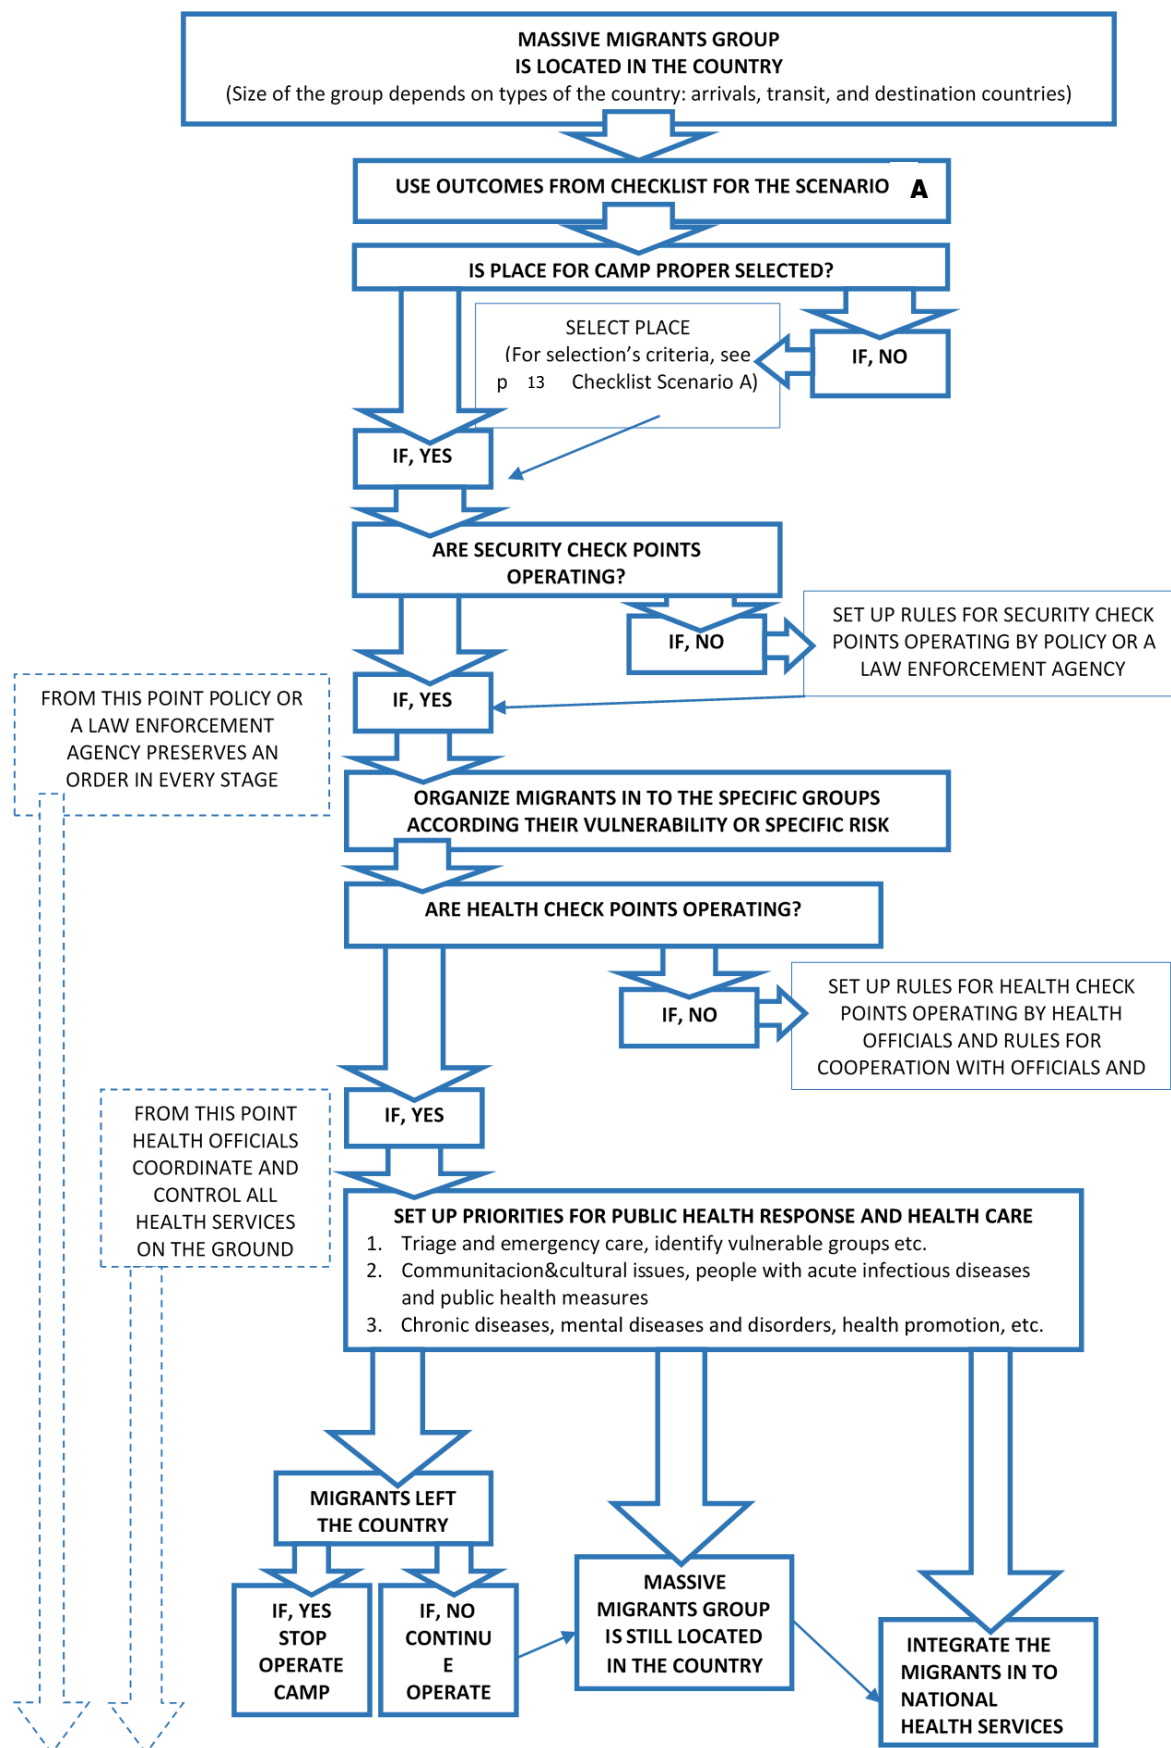 MASSIVE MIGRANTS GROUP
IS LOCATED IN THE COUNTRY
(Size of the group depends on types of the country: arrivals, transit, and destination countries)
USE OUTCOMES FROM CHECKLIST FOR THE SCENARIO A
IS PLACE FOR CAMP PROPER SELECTED?
SELECT PLACE
(For selection's criteria, see
p 13 Checklist Scenario A)
IF, NO
IF, YES
ARE SECURITY CHECK POINTS
OPERATING?
IF, NO
SET UP RULES FOR SECURITY CHECK
POINTS OPERATING BY POLICY OR A
LAW ENFORCEMENT AGENCY
IF, YES
FROM THIS POINT POLICY OR
A LAW ENFORCEMENT
AGENCY PRESERVES AN
ORDER IN EVERY STAGE
ORGANIZE MIGRANTS IN TO THE SPECIFIC GROUPS
ACCORDING THEIR VULNERABILITY OR SPECIFIC RISK
ARE HEALTH CHECK POINTS OPERATING?
IF, NO
SET UP RULES FOR HEALTH CHECK
POINTS OPERATING BY HEALTH
OFFICIALS AND RULES FOR
COOPERATION WITH OFFICIALS AND
IF, YES
FROM THIS POINT
HEALTH OFFICIALS
COORDINATE AND
CONTROL ALL
HEALTH SERVICES
ON THE GROUND
SET UP PRIORITIES FOR PUBLIC HEALTH RESPONSE AND HEALTH CARE
1. Triage and emergency care, identify vulnerable groups etc.
2. Communitacion&cultural issues, people with acute infectious diseases
and public health measures
3. Chronic diseases, mental diseases and disorders, health promotion, etc.
MIGRANTS LEFT
THE COUNTRY
IF, YES
STOP
OPERATE
CAMP
IF, NO
CONTINU
E
OPERATE
MASSIVE
MIGRANTS GROUP
IS STILL LOCATED
IN THE COUNTRY
INTEGRATE THE
MIGRANTS IN TO
NATIONAL
HEALTH SERVICES